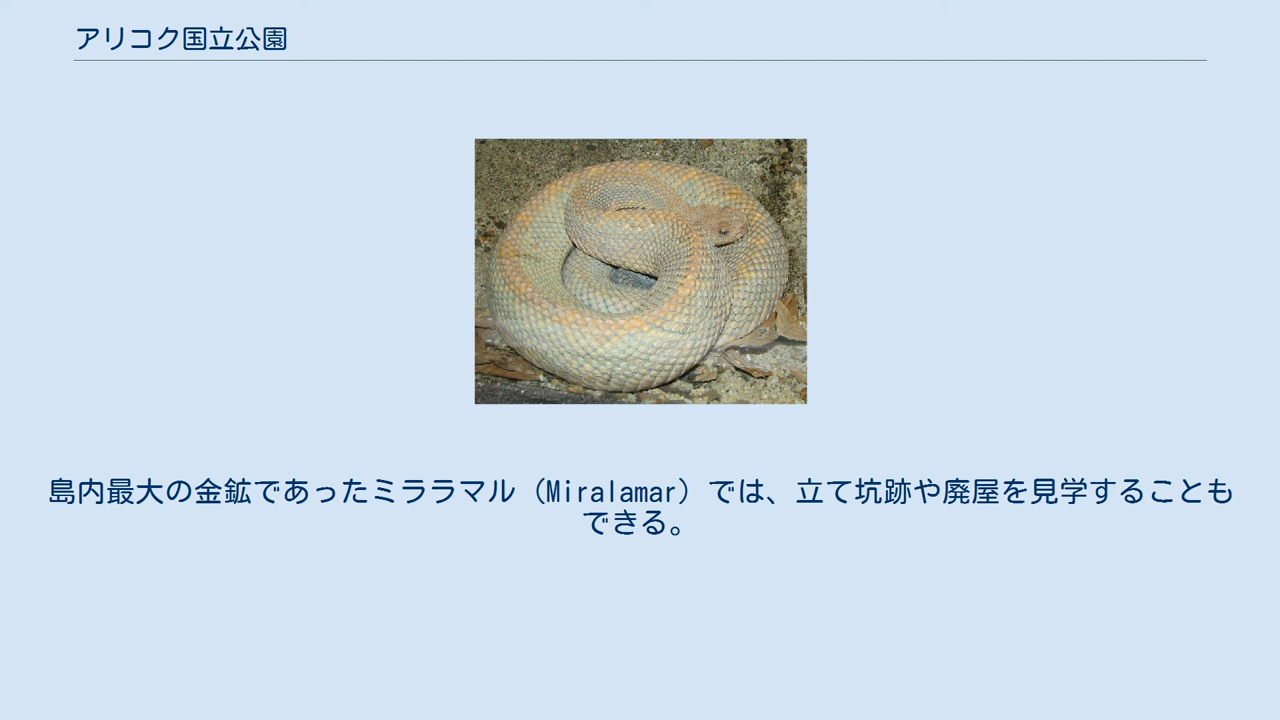 アリコク国立公園
島内最大の金鉱であったミララマル（Miralamar）では、立て坑跡や廃屋を見学することも
できる。